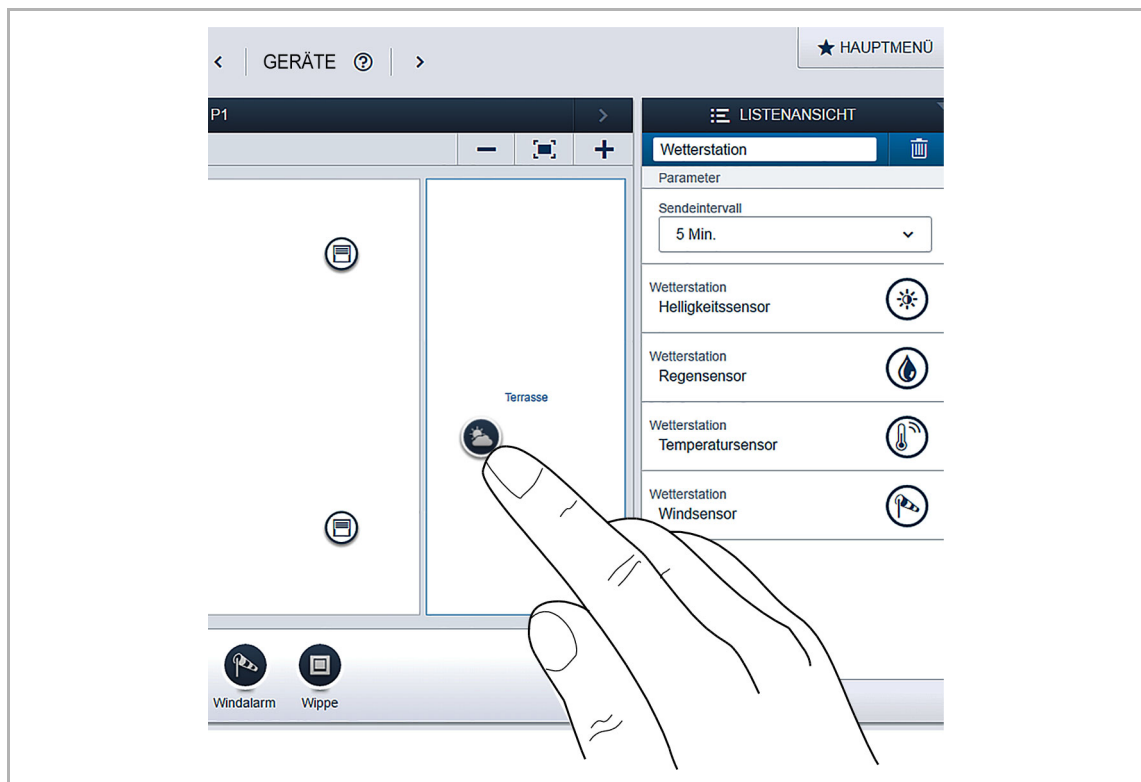 GERÄTE
HAUPTMENÜ
P1
LISTENANSICHT
Wetterstation
Parameter
Sendeintervall
5 Min.
Wetterstation
Helligkeitssensor
Wetterstation
Regensensor
Terrasse
Wetterstation
Temperatursensor
Wetterstation
Windsensor
Windalarm
Wippe